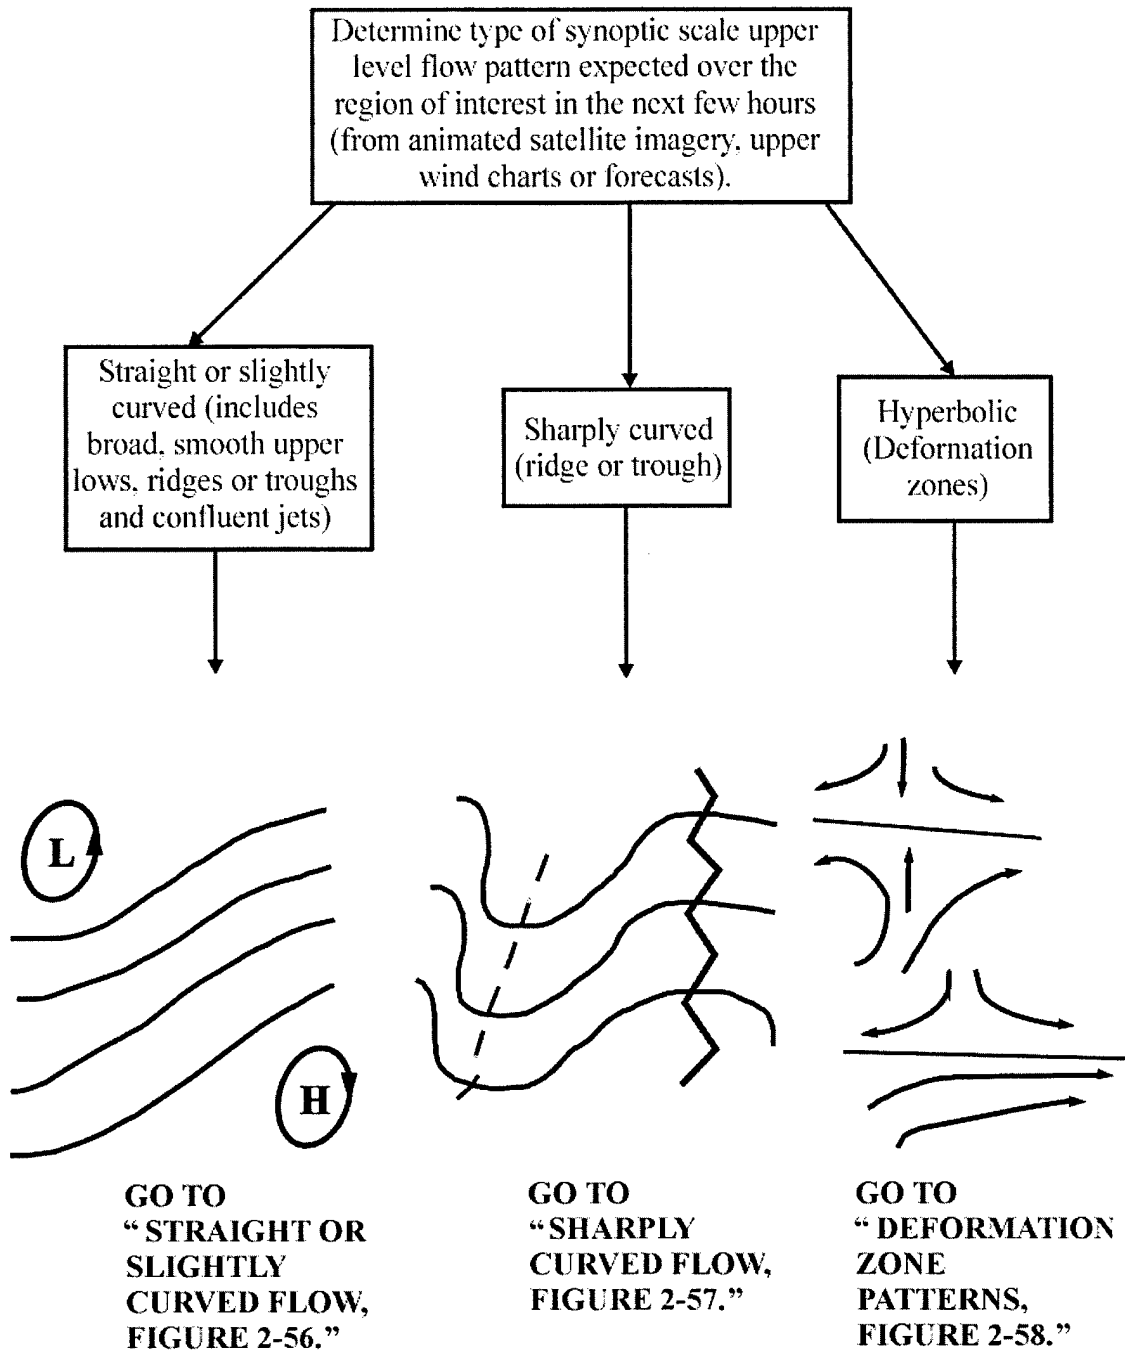 Determine type of synoptic scale upper
level flow pattern expected over the
region of interest in the next few hours
(from animated satellite imagery, upper
wind charts or forecasts).
Straight or slightly
curved (includes
broad, smooth upper
lows, ridges or troughs
and confluent jets)
Sharply curved
(ridge or trough)
Hyperbolic
(Deformation
zones)
L
H
GO TO
“ STRAIGHT OR
SLIGHTLY
CURVED FLOW,
FIGURE 2-56.”
GO TO
“ SHARPLY
CURVED FLOW,
FIGURE 2-57.”
GO TO
“ DEFORMATION
ZONE
PATTERNS,
FIGURE 2-58.”